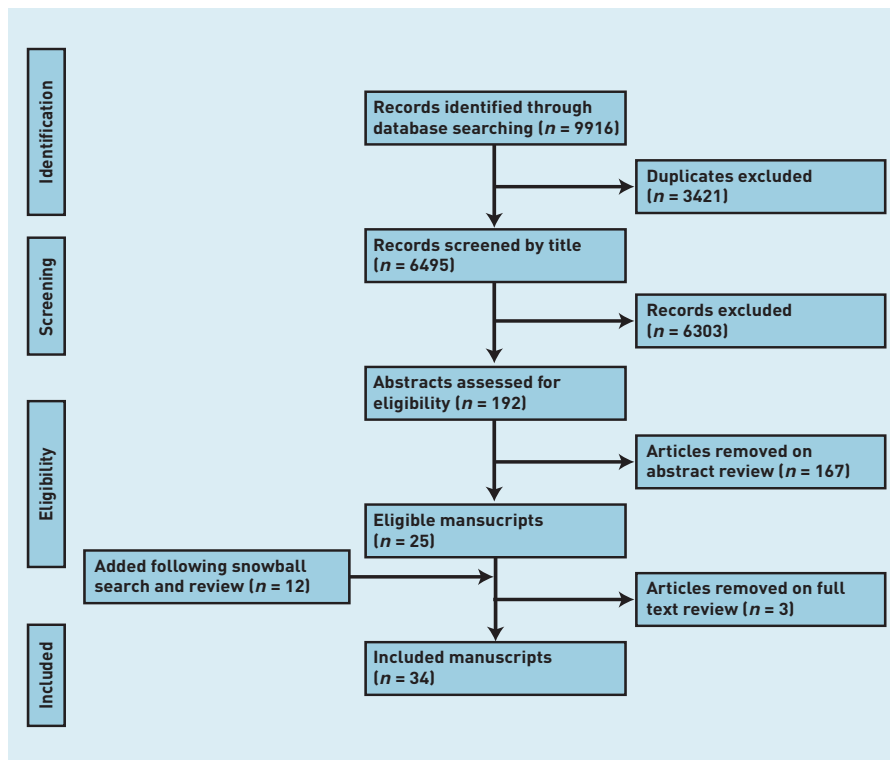 Identification
Records identified through
database searching (n = 9916)
Duplicates excluded
(n = 3421)
Screening
Records screened by title
(n = 6495)
Records excluded
(n = 6303)
Abstracts assessed for
eligibility (n = 192)
Eligibility
Articles removed on
abstract review (n = 167)
Eligible mansucripts
(n = 25)
Added following snowball
search and review (n = 12)
Articles removed on full
text review (n = 3)
Included
Included manuscripts
(n = 34)